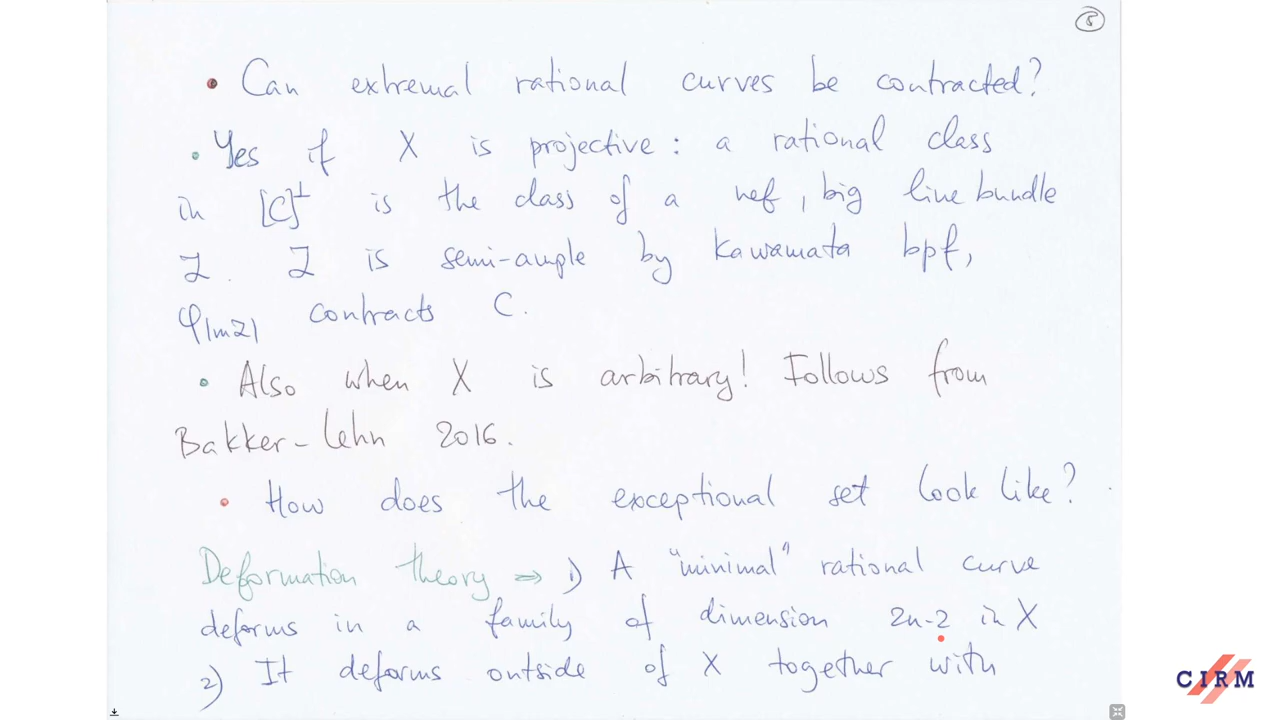 8
• Can extremal rational curves be contracted?
• Yes if X is projective : a rational class
in [C]^⊥ is the class of a nef, big line bundle
L. L is semi-ample by Kawamata bpf,
φ|mL| contracts C.
• Also when X is arbitrary! Follows from
Bakker-Lehn 2016.
• How does the exceptional set look like?
Deformation theory ⇒ 1) A "minimal" rational curve
deforms in a family of dimension 2n-2 in X
2) It deforms outside of X together with
CIRM